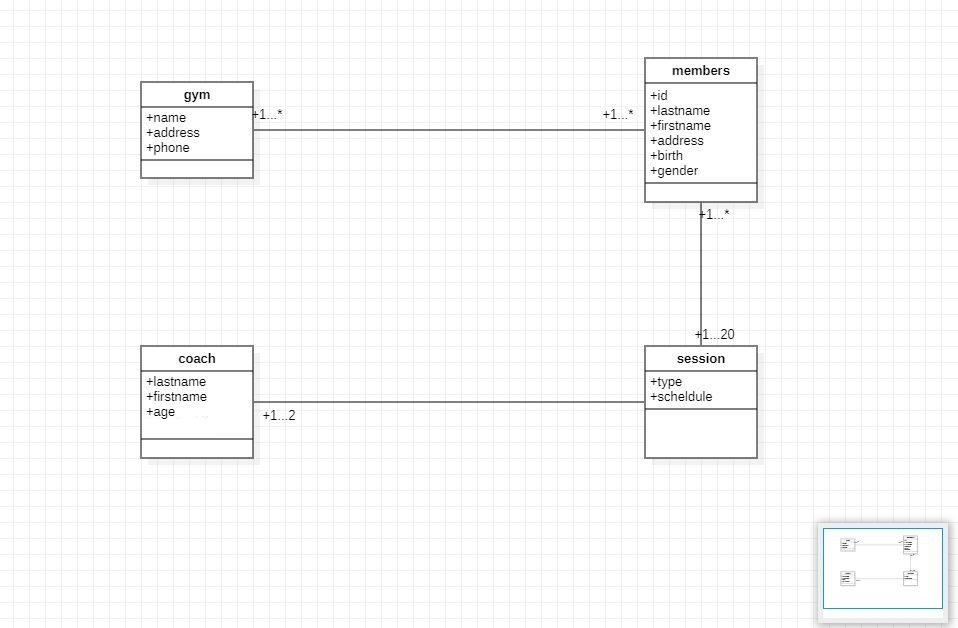 gym
+name
+address
+phone
+1...*
+1...*
members
+id
+lastname
+firstname
+address
+birth
+gender
+1...*
+1...20
coach
+lastname
+firstname
+age
+1...2
session
+type
+scheldule